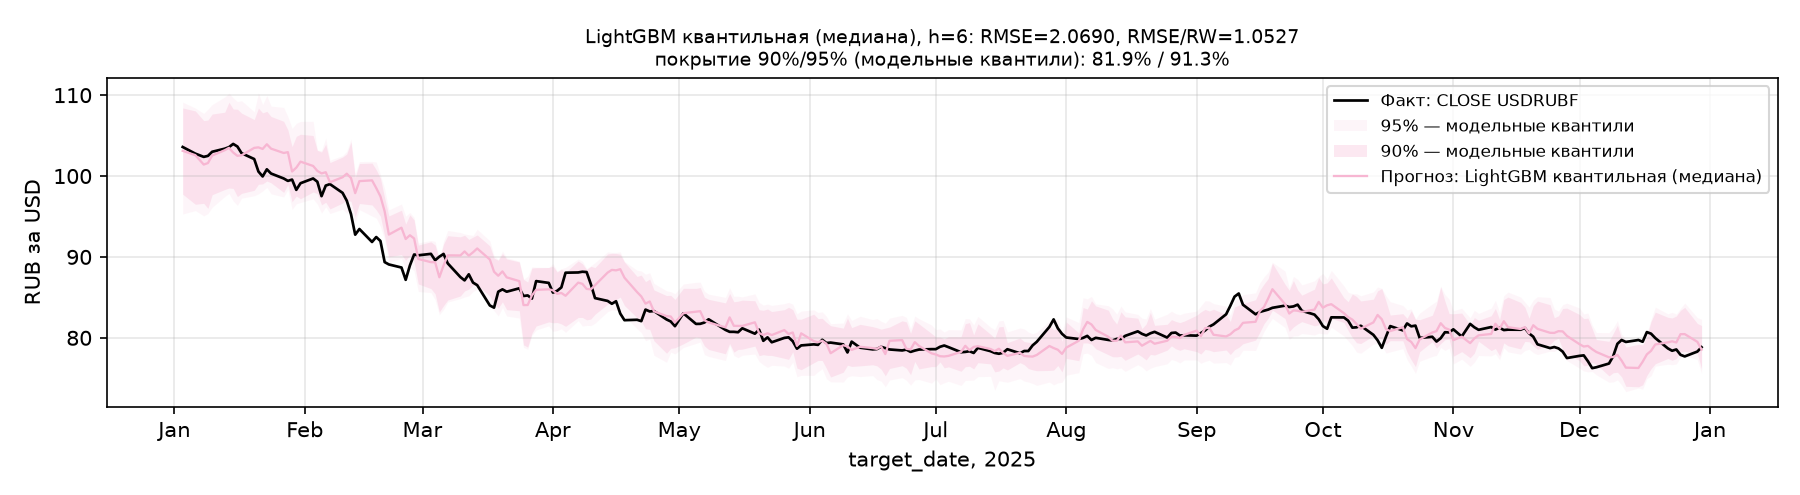 LightGBM квантильная (медиана), h=6: RMSE=2.0690, RMSE/RW=1.0527
покрытие 90%/95% (модельные квантили): 81.9% / 91.3%
110
100
90
80
RUB за USD
Факт: CLOSE USDRUBF
95% — модельные квантили
90% — модельные квантили
Прогноз: LightGBM квантильная (медиана)
Jan Feb Mar Apr May Jun Jul Aug Sep Oct Nov Dec Jan
target_date, 2025